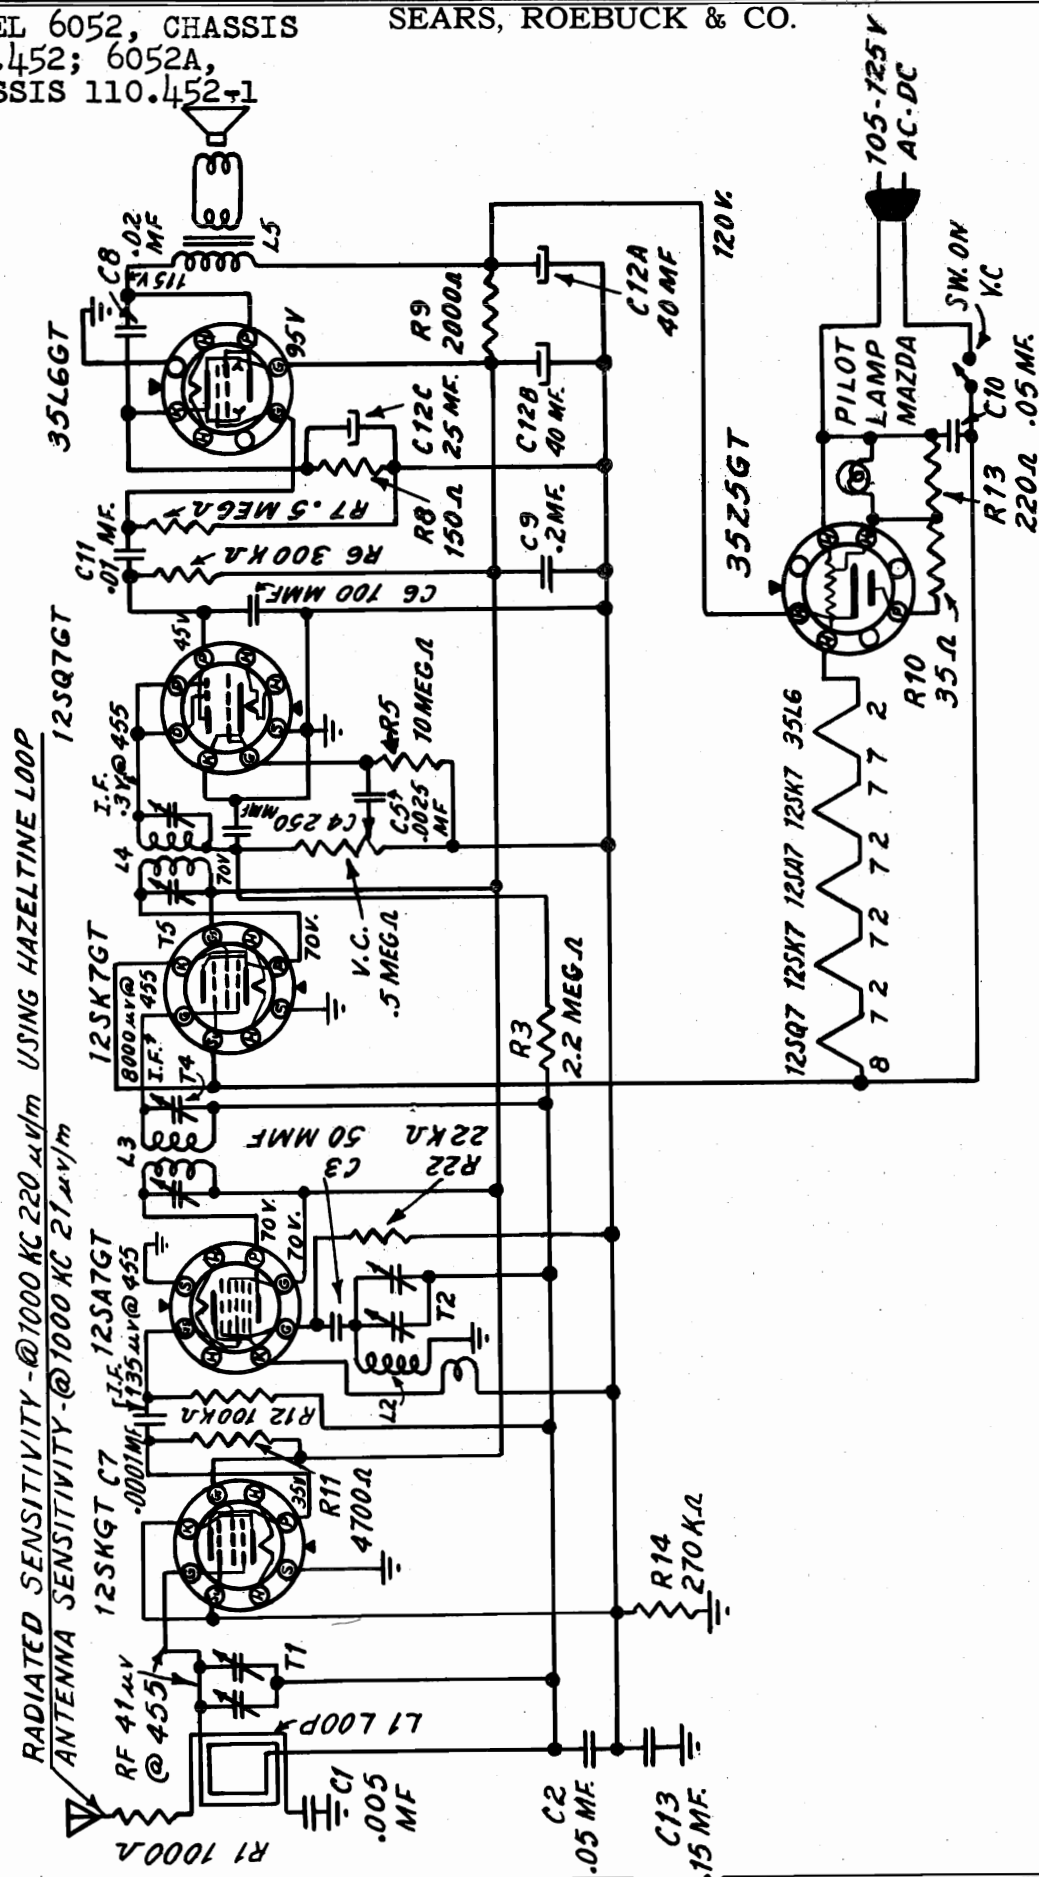 EL 6052, CHASSIS
.452; 6052A,
SSIS 110.452-1
SEARS, ROEBUCK & CO.
RADIATED SENSITIVITY-@1000 KC 220 µv/m USING HAZELTINE LOOP
ANTENNA SENSITIVITY-@1000 KC 21 µv/m
12SKGT
C7
.0001MF.
I.F.
135µv@455
12SA7GT
12SK7GT
8000µv@
455
I.F.
T4
T5
L3
L4
I.F.
.3V@455
12SQ7GT
C11
.01 MF.
35L6GT
C8
.02
MF
115V
L5
95V
R9
2000Ω
C12A
40 MF
C12C
25 MF.
C12B
40 MF.
R8
150Ω
R7 .5 MEGΩ
R6 300KΩ
C9
.2MF.
C6 100 MMF
45V
R5
10MEGΩ
C5
.0025
MF
C4 250
MMF
V.C.
.5 MEGΩ
70V
70V.
R3
2.2 MEGΩ
C3
50 MMF
R22
22KΩ
70V.
70V.
T2
L2
R12 100KΩ
R11
4700Ω
35V
R14
270KΩ
RF 41µv
@455
T1
L1 LOOP
R1 1000Ω
C1
.005
MF
C2
.05 MF.
C13
.15 MF.
120V.
105-125V
AC-DC
SW. ON
V.C
PILOT
LAMP
MAZDA
C10
.05 MF.
R13
220Ω
35Z5GT
R10
35Ω
12SQ7 12SK7 12SA7 12SK7 35L6
8 7 2 7 2 7 2 7 7 2